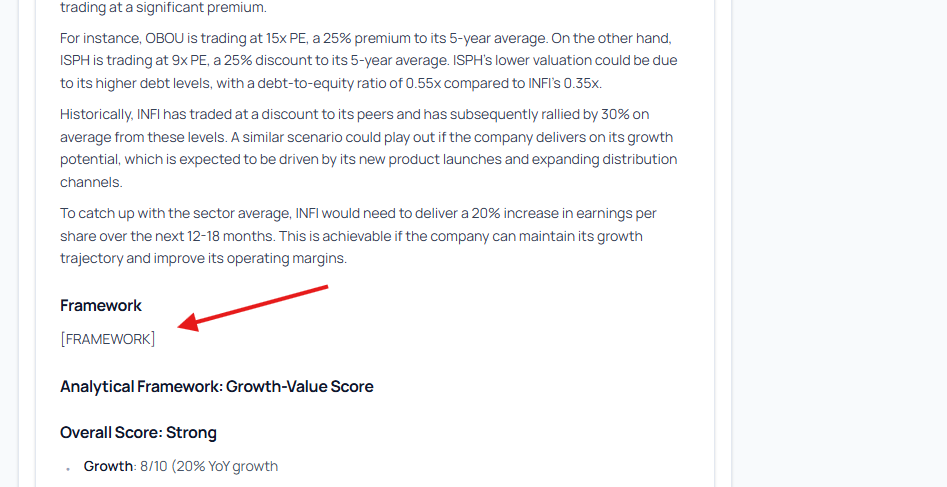 trading at a significant premium.
For instance, OBOU is trading at 15x PE, a 25% premium to its 5-year average. On the other hand,
ISPH is trading at 9x PE, a 25% discount to its 5-year average. ISPH's lower valuation could be due
to its higher debt levels, with a debt-to-equity ratio of 0.55x compared to INFI's 0.35x.
Historically, INFI has traded at a discount to its peers and has subsequently rallied by 30% on
average from these levels. A similar scenario could play out if the company delivers on its growth
potential, which is expected to be driven by its new product launches and expanding distribution
channels.
To catch up with the sector average, INFI would need to deliver a 20% increase in earnings per
share over the next 12-18 months. This is achievable if the company can maintain its growth
trajectory and improve its operating margins.
Framework
[FRAMEWORK]
Analytical Framework: Growth-Value Score
Overall Score: Strong
• Growth: 8/10 (20% YoY growth